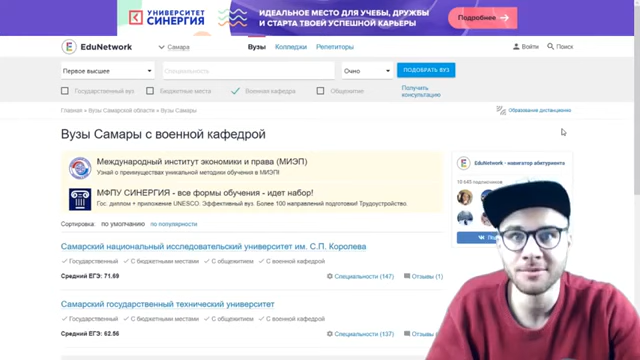 УНИВЕРСИТЕТ
СИНЕРГИЯ
ИДЕАЛЬНОЕ МЕСТО ДЛЯ УЧЕБЫ, ДРУЖБЫ
И СТАРТА ТВОЕЙ УСПЕШНОЙ КАРЬЕРЫ
Подробнее
EduNetwork
Самара
Вузы Колледжи Репетиторы
Войти Поиск
Первое высшее
Специальность
Очно
ПОДОБРАТЬ ВУЗ
Государственный вуз
Бюджетные места
Военная кафедра
Общежитие
Получить
консультацию
Главная » Вузы Самарской области » Вузы Самары
Образование дистанционно
Вузы Самары с военной кафедрой
Международный институт экономики и права (МИЭП)
Узнай о преимуществах уникальной методики обучения в МИЭП!
МФПУ СИНЕРГИЯ - все формы обучения - идет набор!
Гос. диплом + приложение UNESCO. Эффективный вуз. Более 100 направлений подготовки! Трудоустройство.
EduNetwork - навигатор абитуриента
10 645 подписчиков
Сортировка: по умолчанию по популярности
Самарский национальный исследовательский университет им. С.П. Королева
Государственный С бюджетными местами С общежитием С военной кафедрой
Средний ЕГЭ: 71.69
Специальности (147) Отзывы (1)
Самарский государственный технический университет
Государственный С бюджетными местами С общежитием С военной кафедрой
Средний ЕГЭ: 62.56
Специальности (137) Отзывы